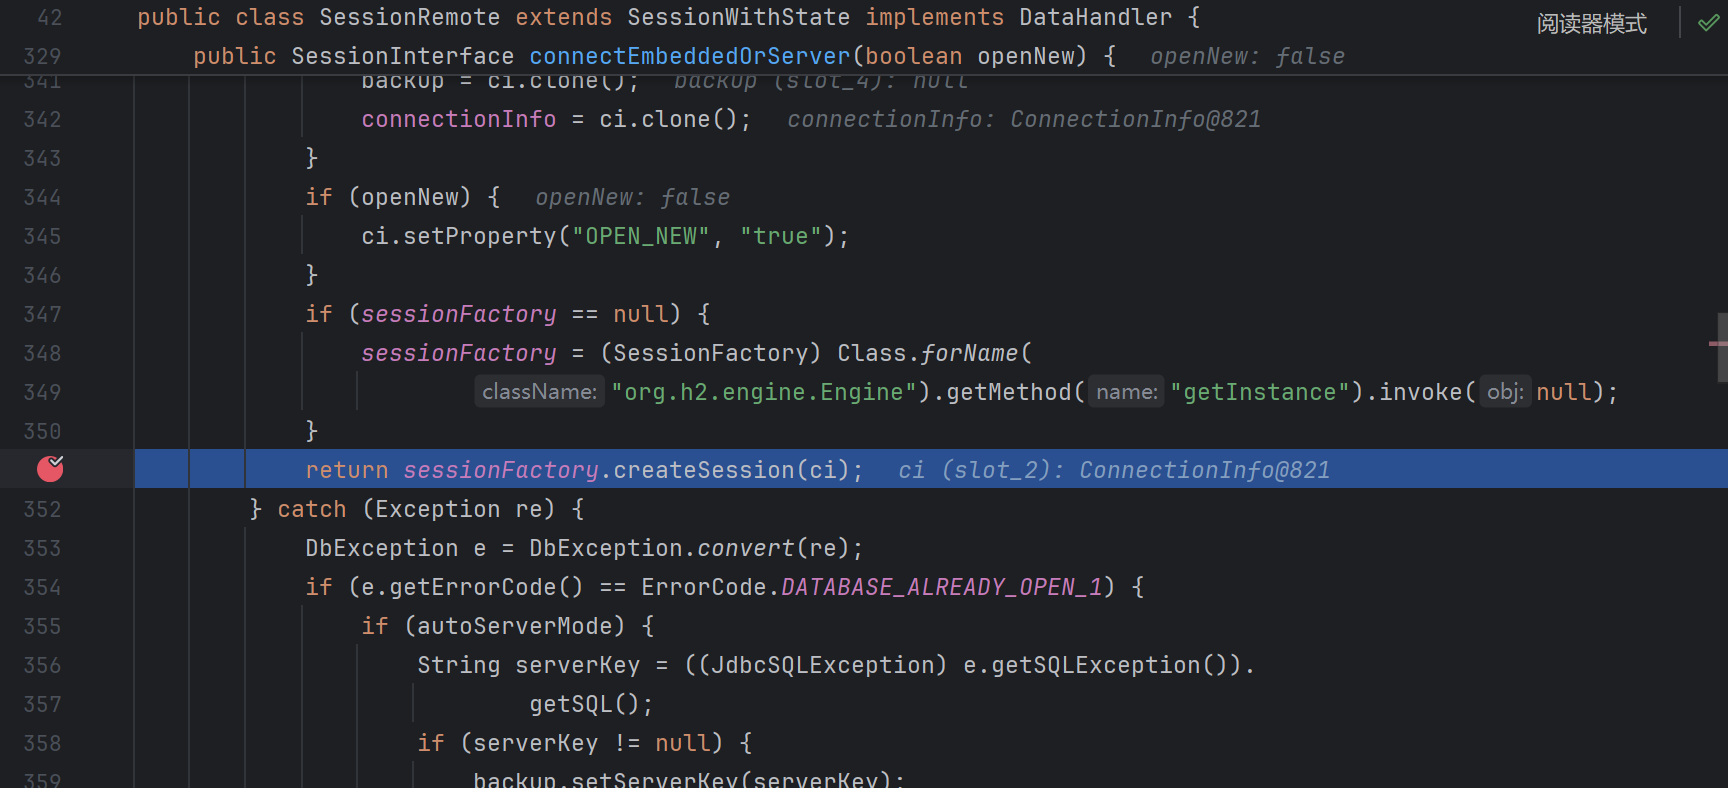 42 public class SessionRemote extends SessionWithState implements DataHandler {
阅读器模式
329 public SessionInterface connectEmbeddedOrServer(boolean openNew) { openNew: false
341 backup = ci.clone(); backup (slot_4): null
342 connectionInfo = ci.clone(); connectionInfo: ConnectionInfo@821
343 }
344 if (openNew) { openNew: false
345 ci.setProperty("OPEN_NEW", "true");
346 }
347 if (sessionFactory == null) {
348 sessionFactory = (SessionFactory) Class.forName(
349 className: "org.h2.engine.Engine").getMethod( name: "getInstance").invoke( obj: null);
350 }
return sessionFactory.createSession(ci); ci (slot_2): ConnectionInfo@821
352 } catch (Exception re) {
353 DbException e = DbException.convert(re);
354 if (e.getErrorCode() == ErrorCode.DATABASE_ALREADY_OPEN_1) {
355 if (autoServerMode) {
356 String serverKey = ((JdbcSQLException) e.getSQLException()).
357 getSQL();
358 if (serverKey != null) {
359 backup.setServerKey(serverKey);